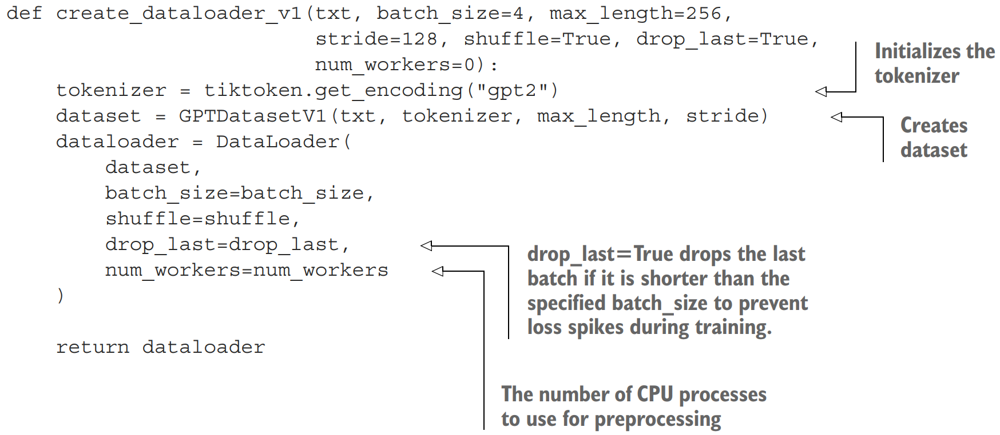 def create_dataloader_v1(txt, batch_size=4, max_length=256,
                         stride=128, shuffle=True, drop_last=True,
                         num_workers=0):
    tokenizer = tiktoken.get_encoding("gpt2")
    dataset = GPTDatasetV1(txt, tokenizer, max_length, stride)
    dataloader = DataLoader(
        dataset,
        batch_size=batch_size,
        shuffle=shuffle,
        drop_last=drop_last,
        num_workers=num_workers
    )
    return dataloader
Initializes the
tokenizer
Creates
dataset
drop_last=True drops the last
batch if it is shorter than the
specified batch_size to prevent
loss spikes during training.
The number of CPU processes
to use for preprocessing